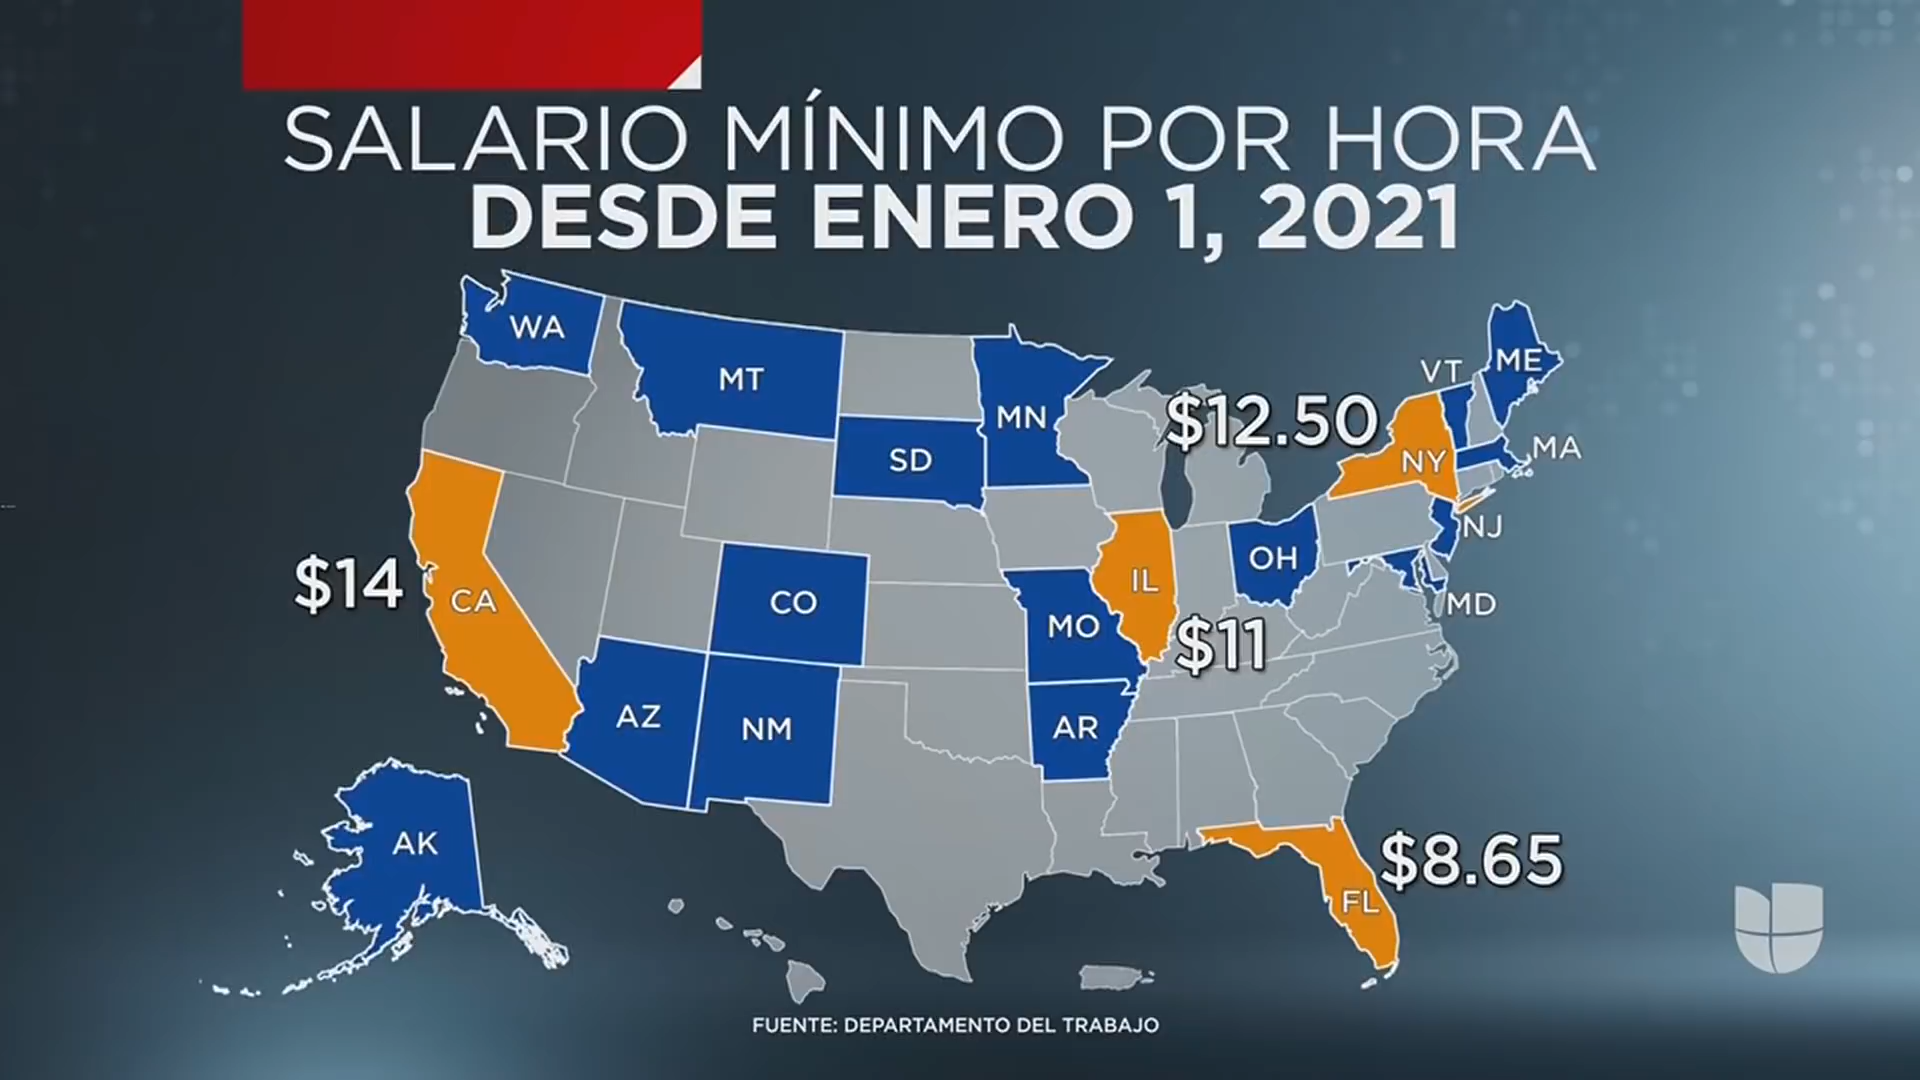 SALARIO MÍNIMO POR HORA
DESDE ENERO 1, 2021
WA
MT
MN
VT
ME
$12.50
SD
NY
MA
NJ
$14
CA
CO
IL
OH
MD
MO
$11
AZ
NM
AR
AK
$8.65
FL
FUENTE: DEPARTAMENTO DEL TRABAJO